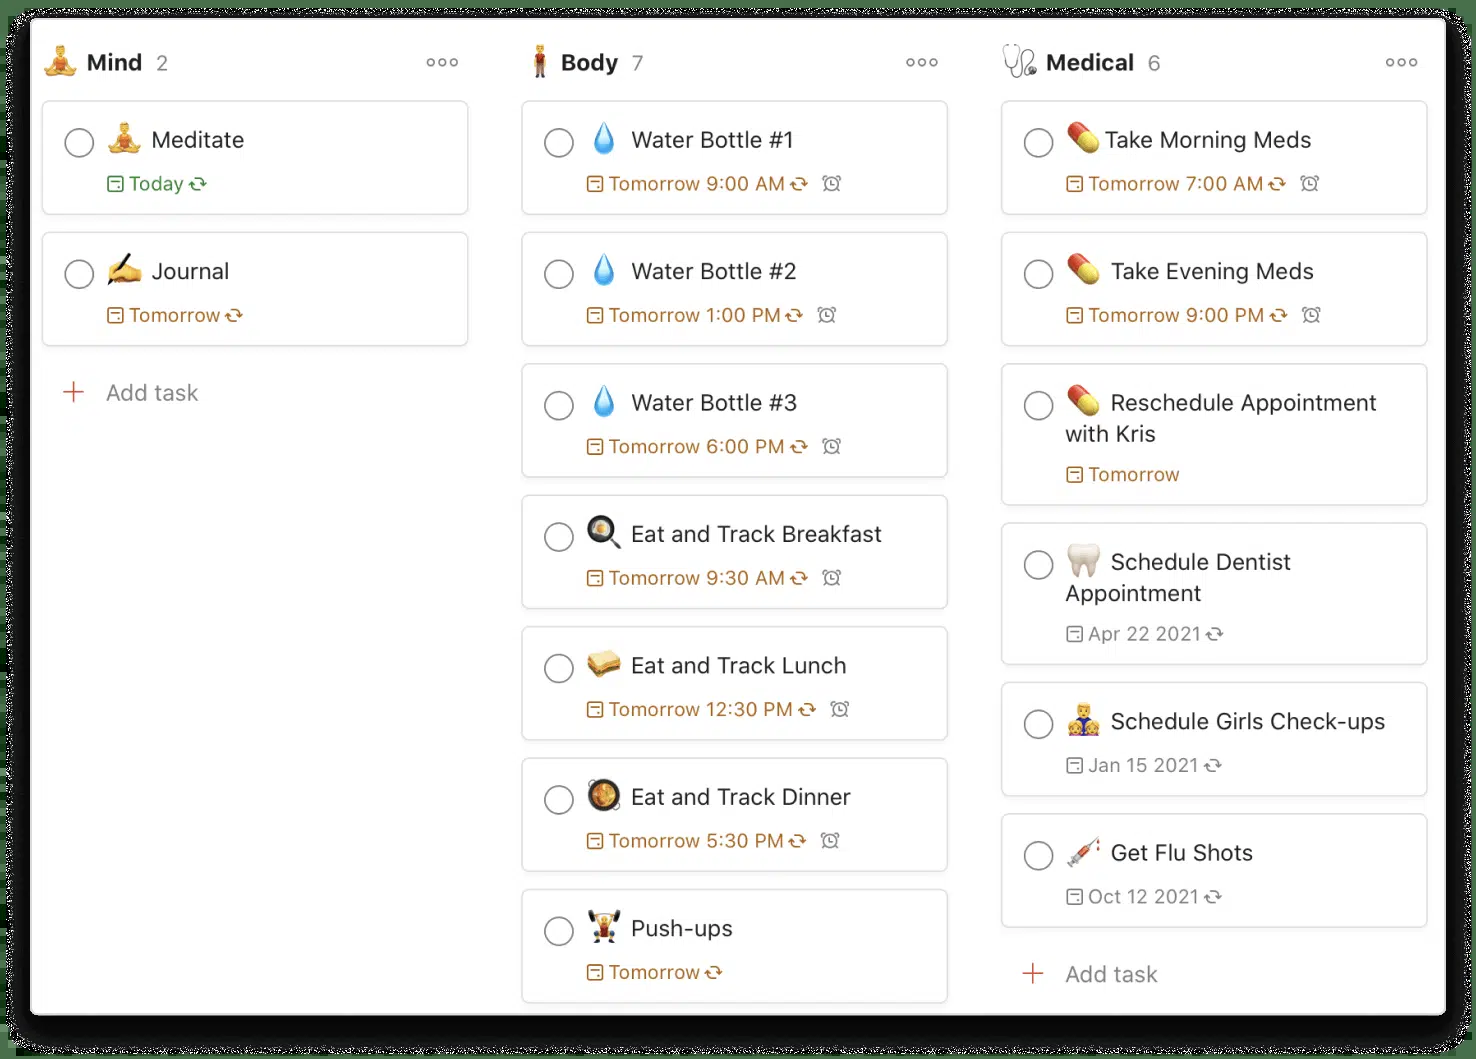 Mind 2
Meditate
Today
Journal
Tomorrow
Add task
Body 7
Water Bottle #1
Tomorrow 9:00 AM
Water Bottle #2
Tomorrow 1:00 PM
Water Bottle #3
Tomorrow 6:00 PM
Eat and Track Breakfast
Tomorrow 9:30 AM
Eat and Track Lunch
Tomorrow 12:30 PM
Eat and Track Dinner
Tomorrow 5:30 PM
Push-ups
Tomorrow
Medical 6
Take Morning Meds
Tomorrow 7:00 AM
Take Evening Meds
Tomorrow 9:00 PM
Reschedule Appointment
with Kris
Tomorrow
Schedule Dentist
Appointment
Apr 22 2021
Schedule Girls Check-ups
Jan 15 2021
Get Flu Shots
Oct 12 2021
Add task